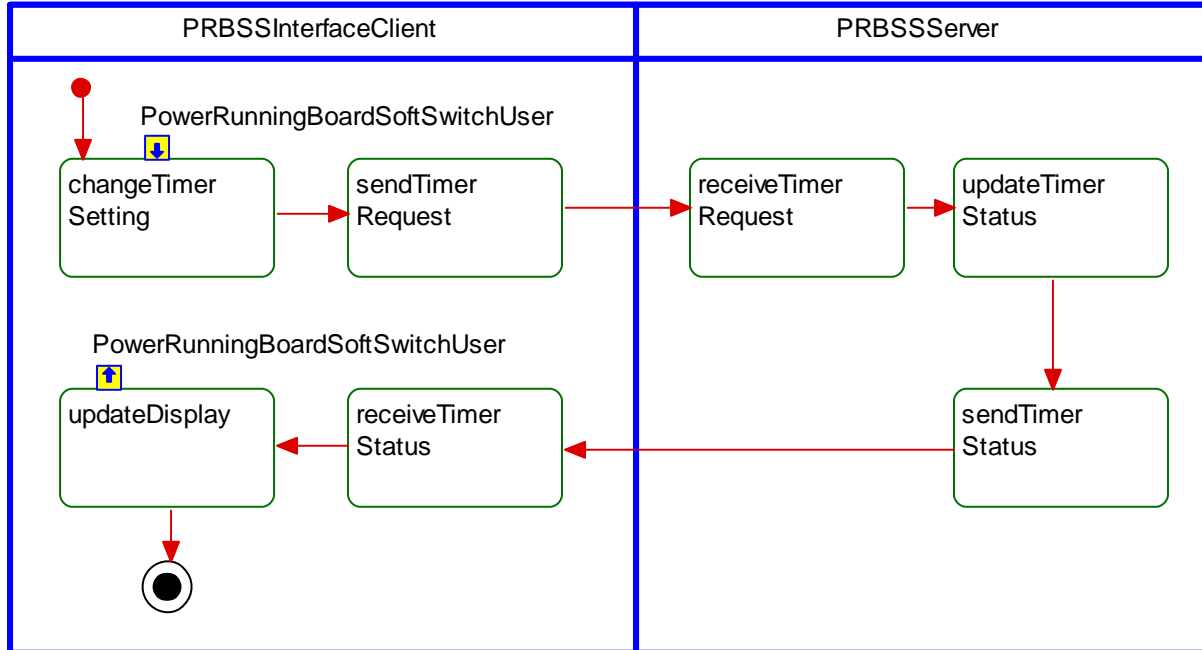 PRBSSInterfaceClient
PRBSSServer
PowerRunningBoardSoftSwitchUser
changeTimer
Setting
sendTimer
Request
receiveTimer
Request
updateTimer
Status
PowerRunningBoardSoftSwitchUser
updateDisplay
receiveTimer
Status
sendTimer
Status